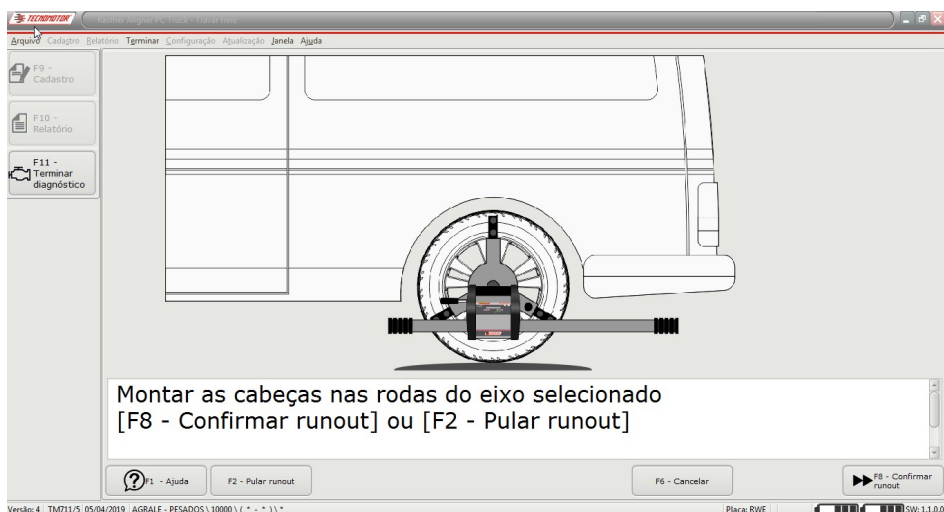 TECNOMOTOR
Rasther Aligner PC Truck - Travar freio
Arquivo Cadastro Relatório Terminar Configuração Atualização Janela Ajuda
F9 -
Cadastro
F10 -
Relatório
F11 -
Terminar
diagnóstico
Montar as cabeças nas rodas do eixo selecionado
[F8 - Confirmar runout] ou [F2 - Pular runout]
F1 - Ajuda
F2 - Pular runout
F6 - Cancelar
F8 - Confirmar
runout
Versão: 4 TM711/5 05/04/2019 AGRALE - PESADOS \ 10000 \ ( * - * ) \ *
Placa: RWE
SW: 1.1.0.0